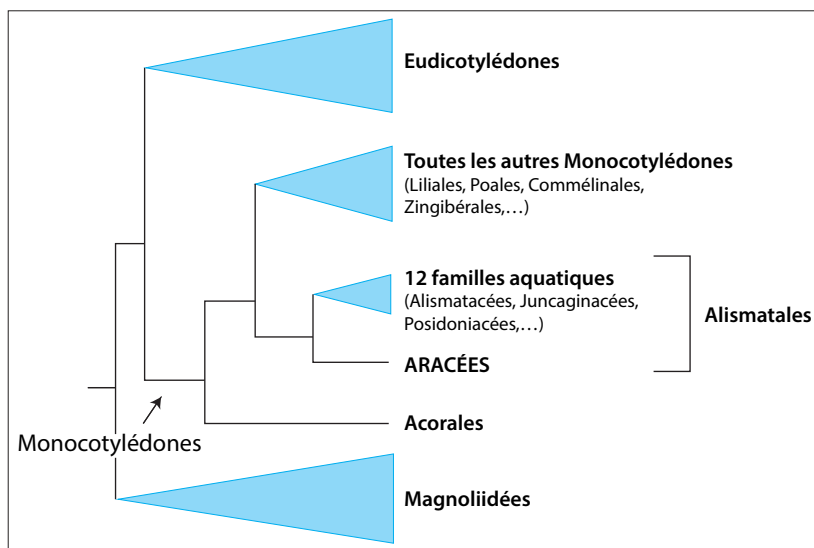 Eudicotylédones
Toutes les autres Monocotylédones
(Liliales, Poales, Commélinales,
Zingibérales,…)
12 familles aquatiques
(Alismatacées, Juncaginacées,
Posidoniacées,…)
Alismatales
ARACÉES
Acorales
Monocotylédones
Magnoliidées